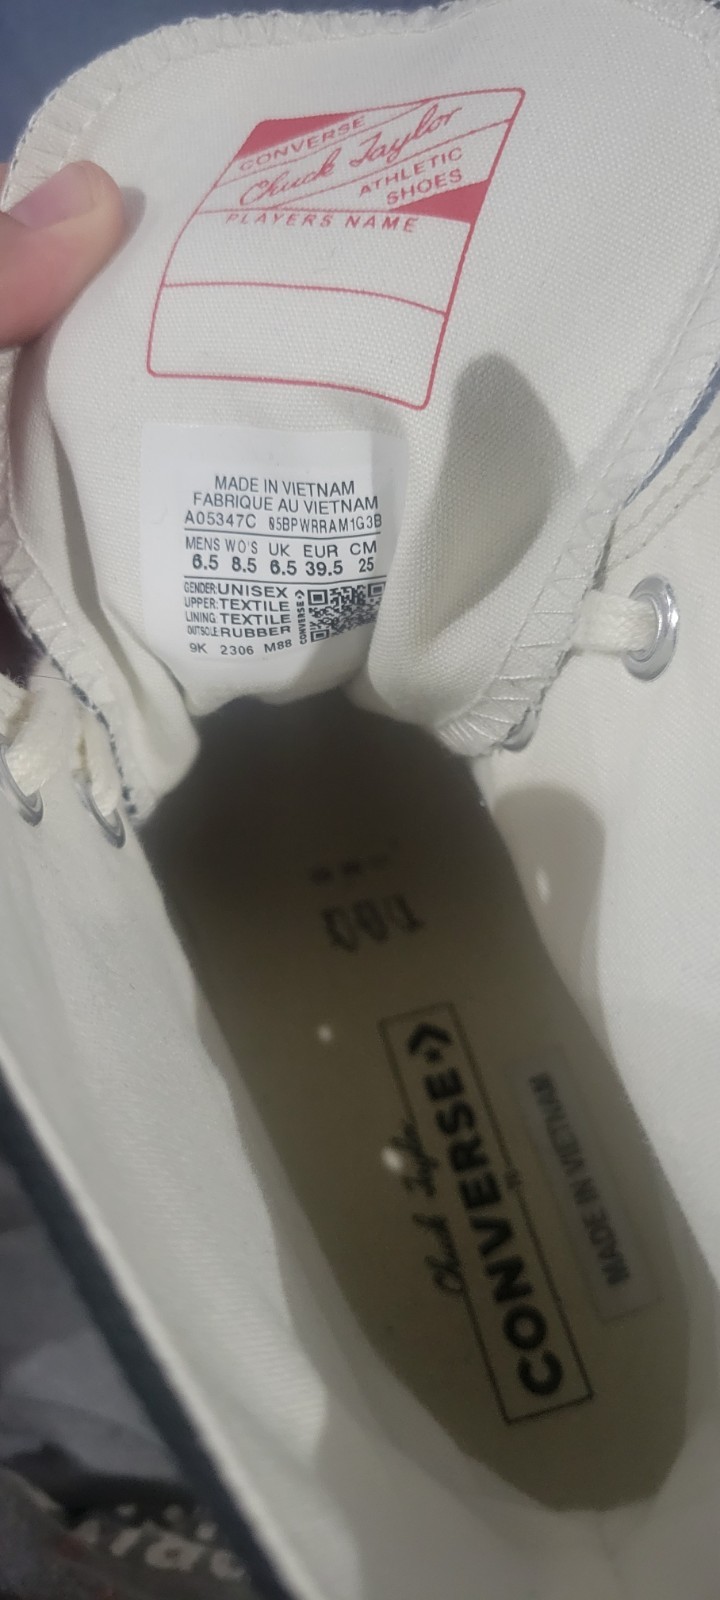 CONVERSE
Chuck Taylor
ATHLETIC
SHOES
PLAYERS NAME
MADE IN VIETNAM
FABRIQUE AU VIETNAM
A05347C 05BPWRRAM1G3B
MENS WO'S UK EUR CM
6.5 8.5 6.5 39.5 25
GENDER:UNISEX
UPPER:TEXTILE
LINING:TEXTILE
OUTSOLE:RUBBER
CONVERSE
9K 2306 M88
Chuck Taylor
CONVERSE
MADE IN VIETNAM